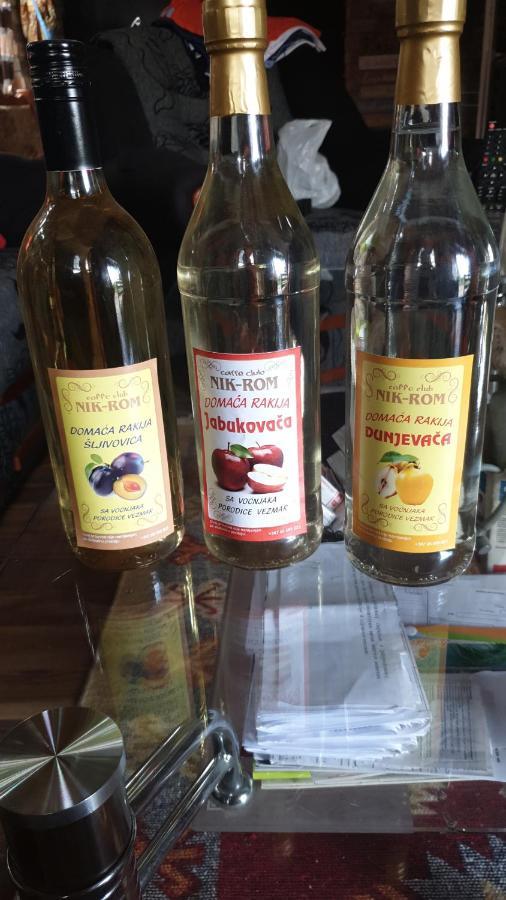 caffe club
NIK-ROM
DOMAĆA RAKIJA
ŠLJIVOVICA
SA VOĆNJAKA
PORODICE VEZMAR
caffe club
NIK-ROM
DOMAĆA RAKIJA
Jabukovača
SA VOĆNJAKA
PORODICE VEZMAR
caffe club
NIK-ROM
DOMAĆA RAKIJA
DUNJEVAČA
SA VOĆNJAKA
PORODICE VEZMAR